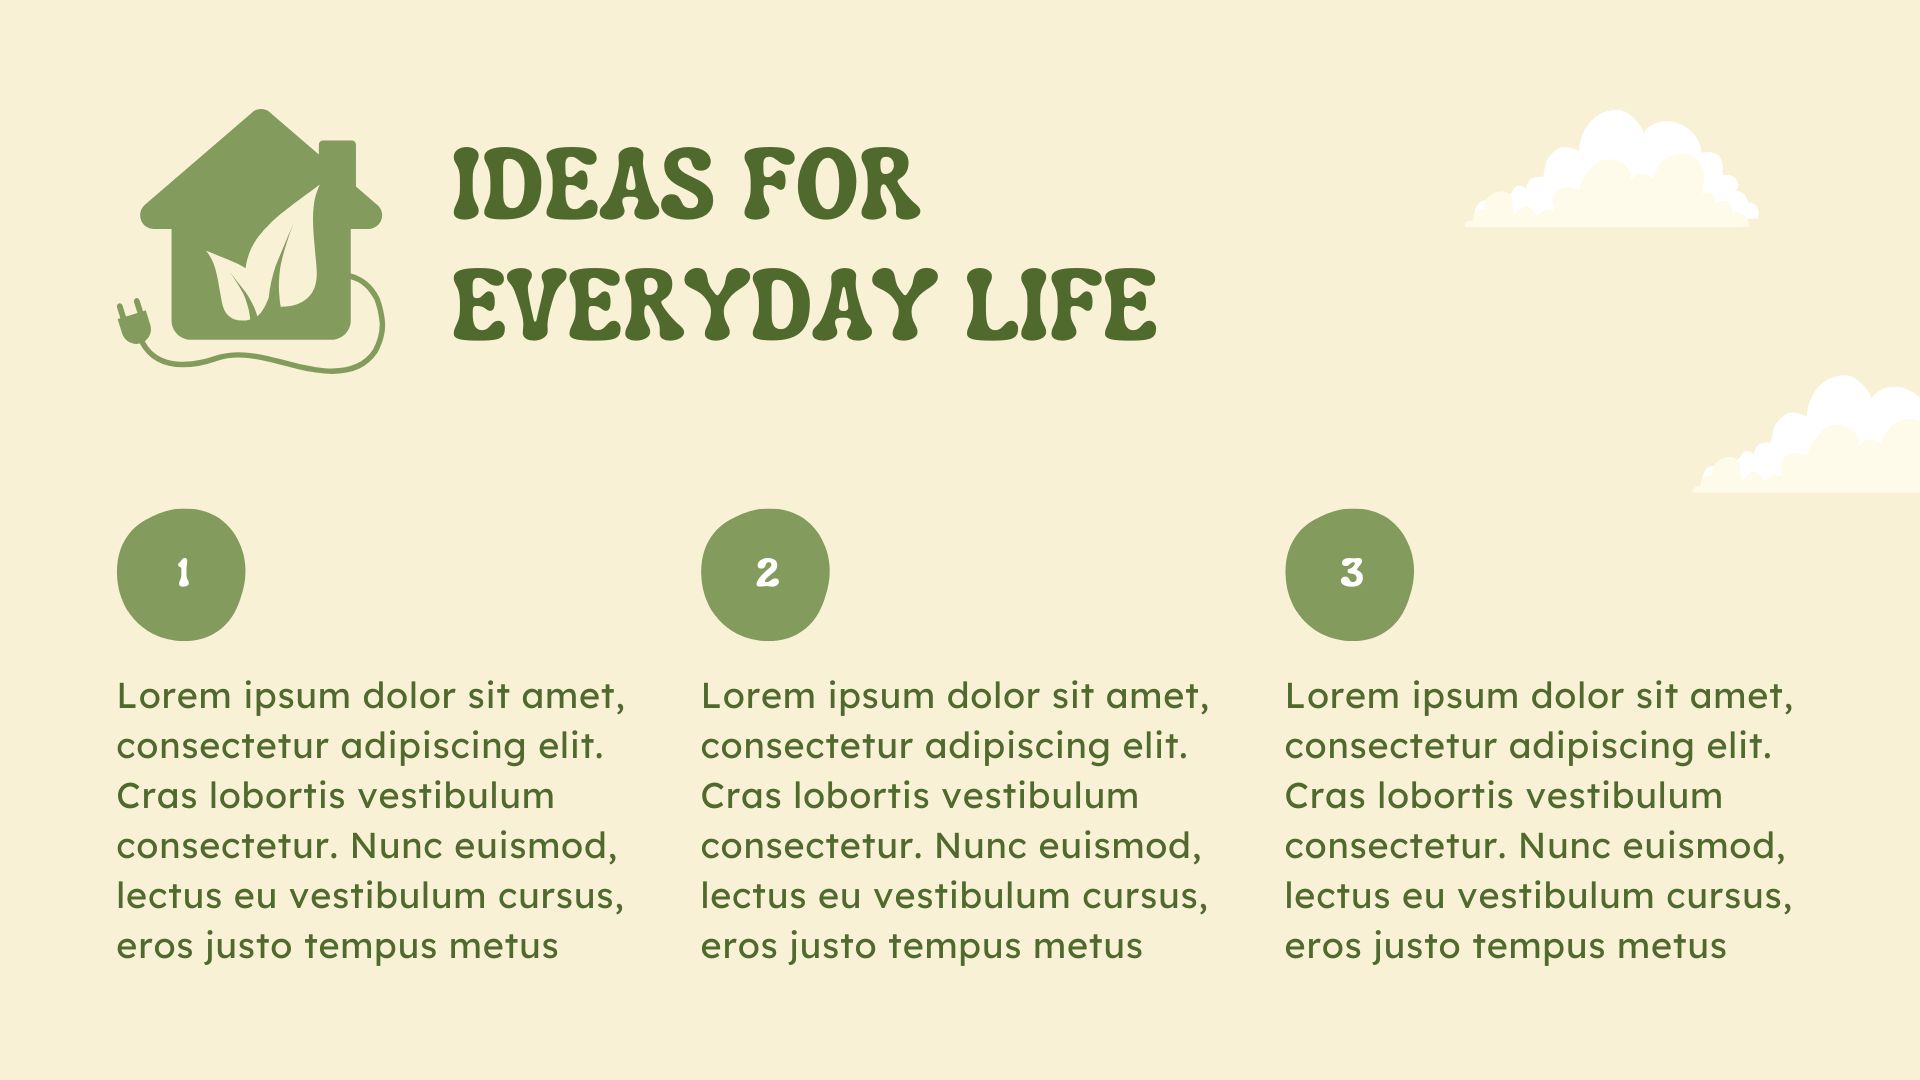 IDEAS FOR
EVERYDAY LIFE
1
Lorem ipsum dolor sit amet,
consectetur adipiscing elit.
Cras lobortis vestibulum
consectetur. Nunc euismod,
lectus eu vestibulum cursus,
eros justo tempus metus
2
Lorem ipsum dolor sit amet,
consectetur adipiscing elit.
Cras lobortis vestibulum
consectetur. Nunc euismod,
lectus eu vestibulum cursus,
eros justo tempus metus
3
Lorem ipsum dolor sit amet,
consectetur adipiscing elit.
Cras lobortis vestibulum
consectetur. Nunc euismod,
lectus eu vestibulum cursus,
eros justo tempus metus